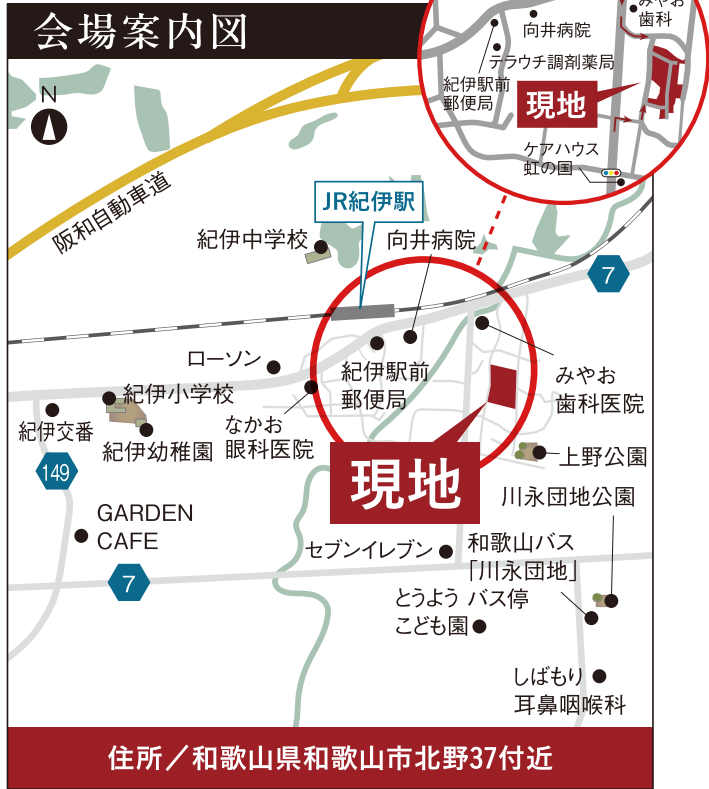 会場案内図
みやお
歯科
向井病院
テラウチ調剤薬局
紀伊駅前
郵便局
現地
ケアハウス
虹の国
N
阪和自動車道
JR紀伊駅
紀伊中学校
向井病院
7
ローソン
紀伊駅前
郵便局
みやお
歯科医院
紀伊小学校
紀伊交番
紀伊幼稚園
なかお
眼科医院
149
現地
上野公園
川永団地公園
GARDEN
CAFE
セブンイレブン
和歌山バス
「川永団地」
バス停
7
とうよう
こども園
しばもり
耳鼻咽喉科
住所／和歌山県和歌山市北野37付近